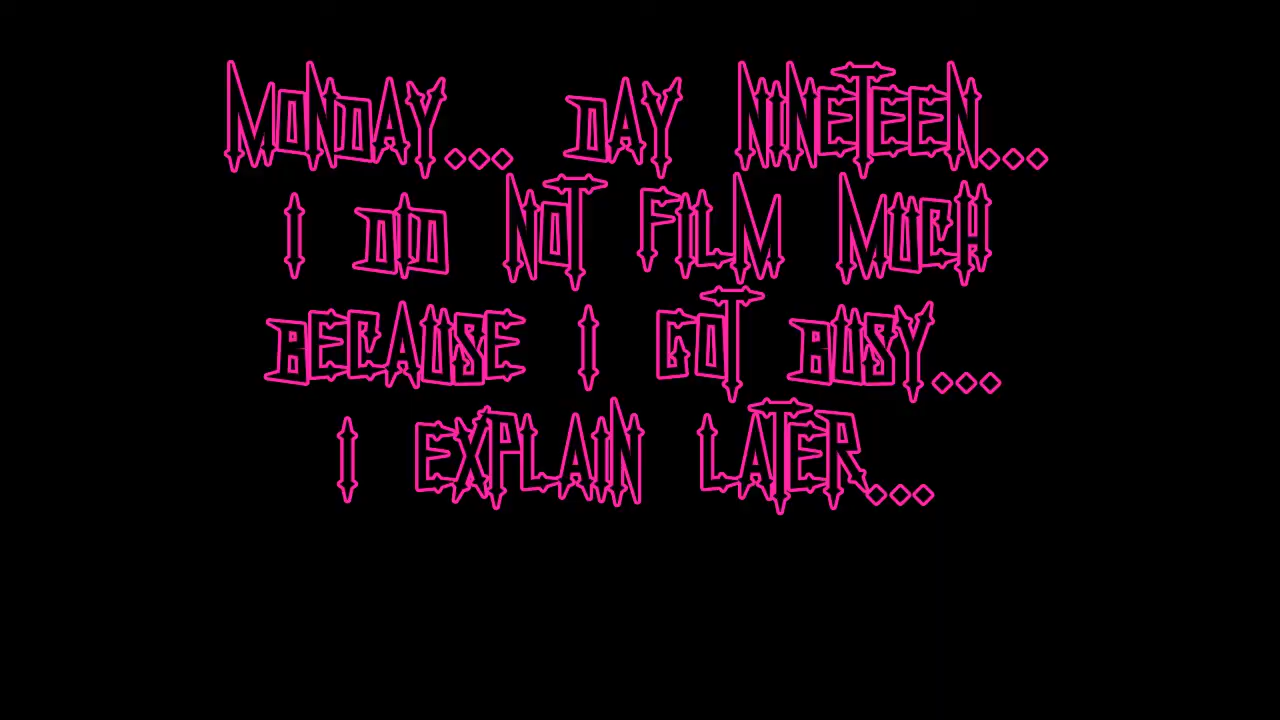 Monday... Day Nineteen...
I did Not film Much
because I got busy...
I explain later...